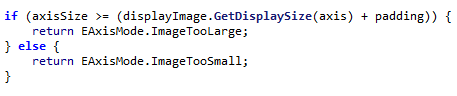 if (axisSize >= (displayImage.GetDisplaySize(axis) + padding)) {
    return EAxisMode.ImageTooLarge;
} else {
    return EAxisMode.ImageTooSmall;
}